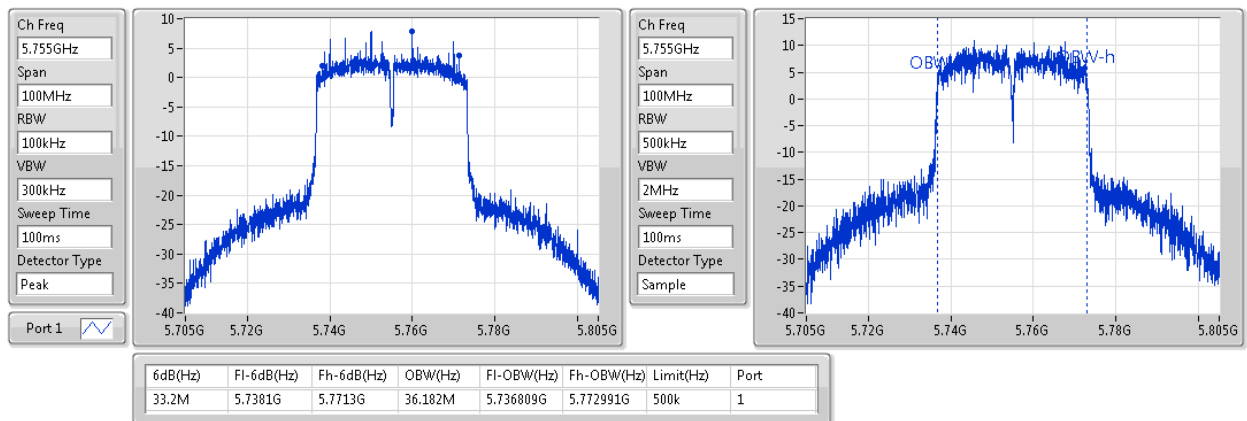 Ch Freq
5.755GHz
Span
100MHz
RBW
100kHz
VBW
300kHz
Sweep Time
100ms
Detector Type
Peak
Port 1
10
5
0
-5
-10
-15
-20
-25
-30
-35
-40
5.705G 5.72G 5.74G 5.76G 5.78G 5.805G
Ch Freq
5.755GHz
Span
100MHz
RBW
500kHz
VBW
2MHz
Sweep Time
100ms
Detector Type
Sample
15
10
5
0
-5
-10
-15
-20
-25
-30
-35
-40
OBW OBW-h
5.705G 5.72G 5.74G 5.76G 5.78G 5.805G
6dB(Hz) Fl-6dB(Hz) Fh-6dB(Hz) OBW(Hz) Fl-OBW(Hz) Fh-OBW(Hz) Limit(Hz) Port
33.2M 5.7381G 5.7713G 36.182M 5.736809G 5.772991G 500k 1